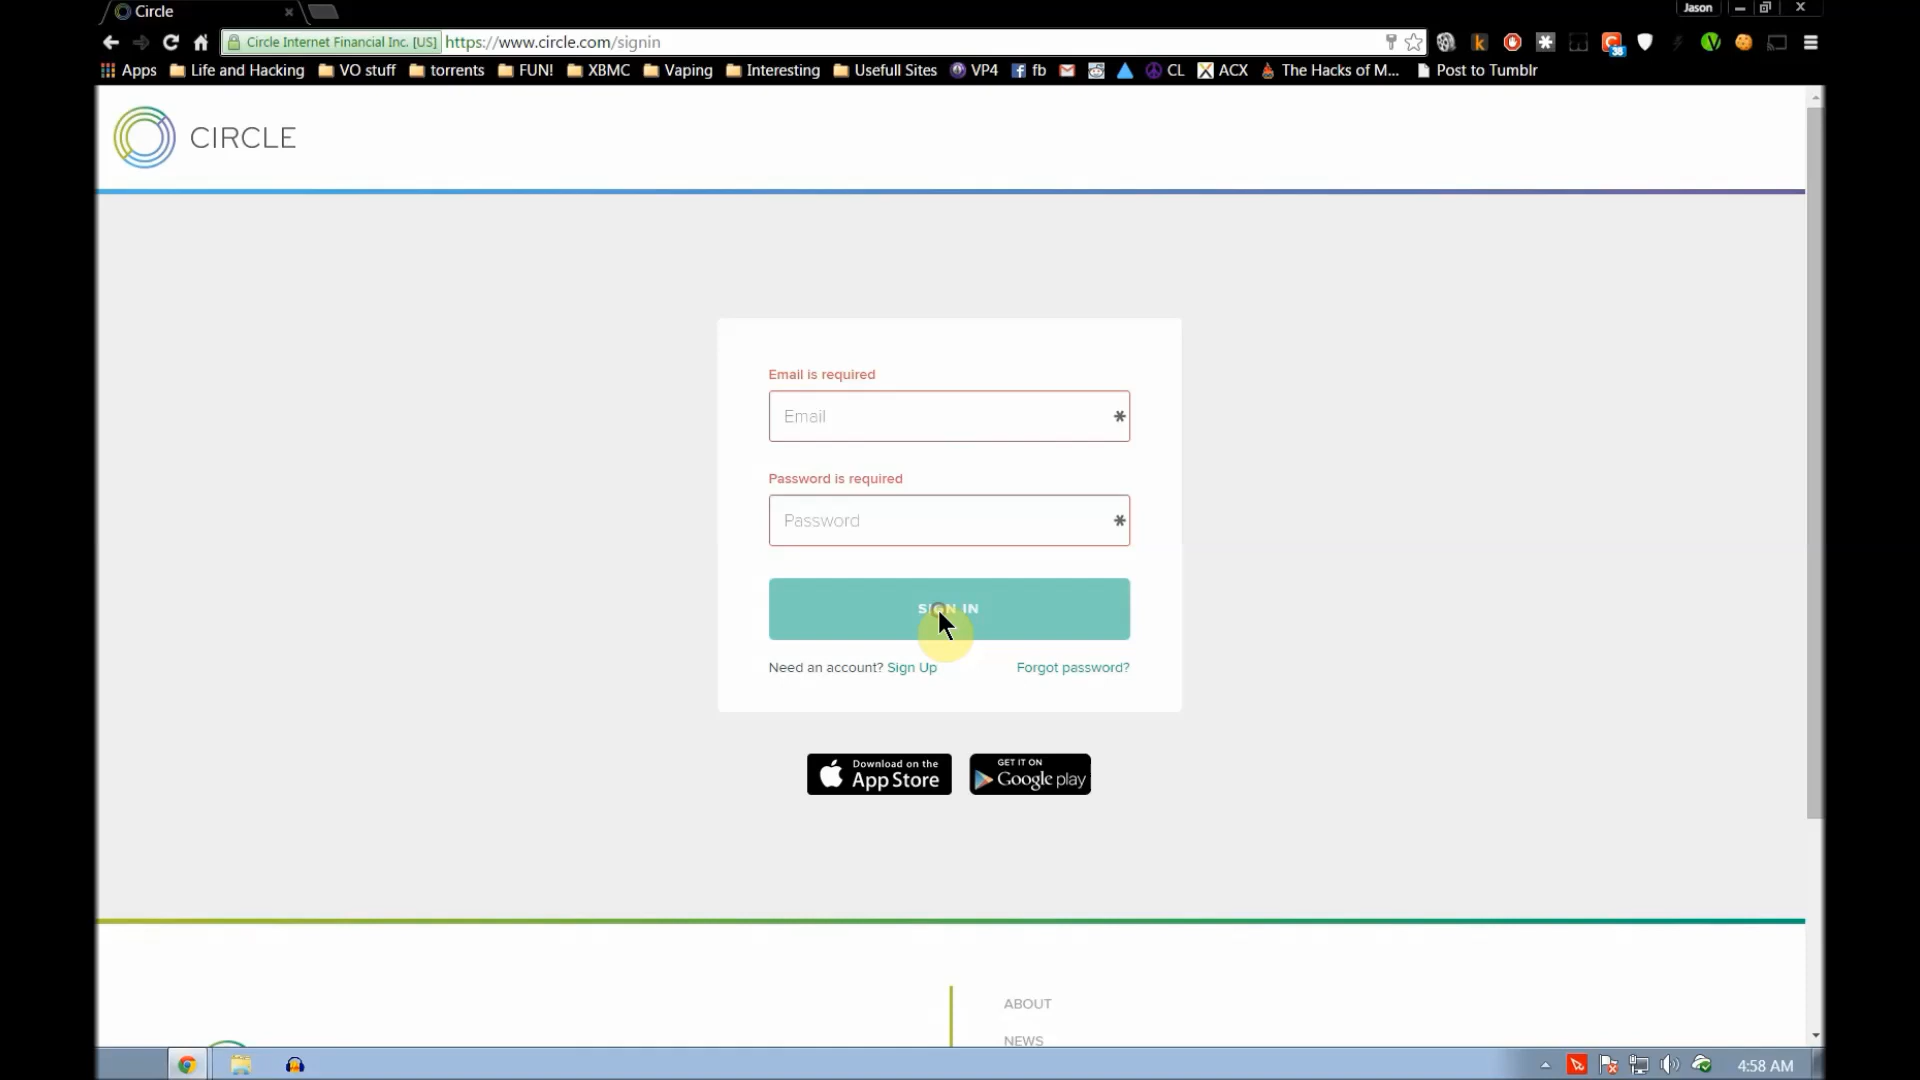 Circle
Jason
Circle Internet Financial Inc. [US] https://www.circle.com/signin
38
Apps Life and Hacking VO stuff torrents FUN! XBMC Vaping Interesting Usefull Sites VP4 fb CL ACX The Hacks of M... Post to Tumblr
CIRCLE
Email is required
Email
Password is required
Password
SIGN IN
Need an account? Sign Up Forgot password?
Download on the
App Store
GET IT ON
Google play
ABOUT
NEWS
4:58 AM